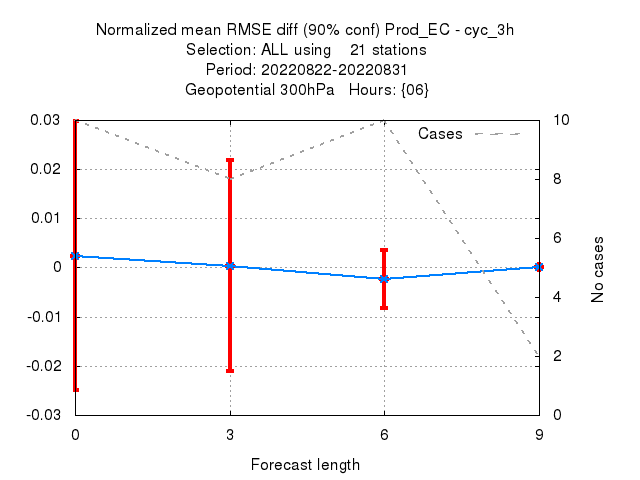 Normalized mean RMSE diff (90% conf) Prod_EC - cyc_3h
Selection: ALL using    21 stations
Period: 20220822-20220831
Geopotential 300hPa   Hours: {06}
Cases
0.03
0.02
0.01
0
-0.01
-0.02
-0.03
10
8
6
4
2
0
No cases
0
3
6
9
Forecast length